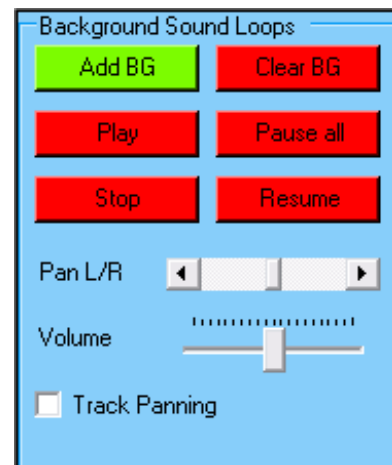 Background Sound Loops
Add BG Clear BG
Play Pause all
Stop Resume
Pan L/R
Volume
Track Panning